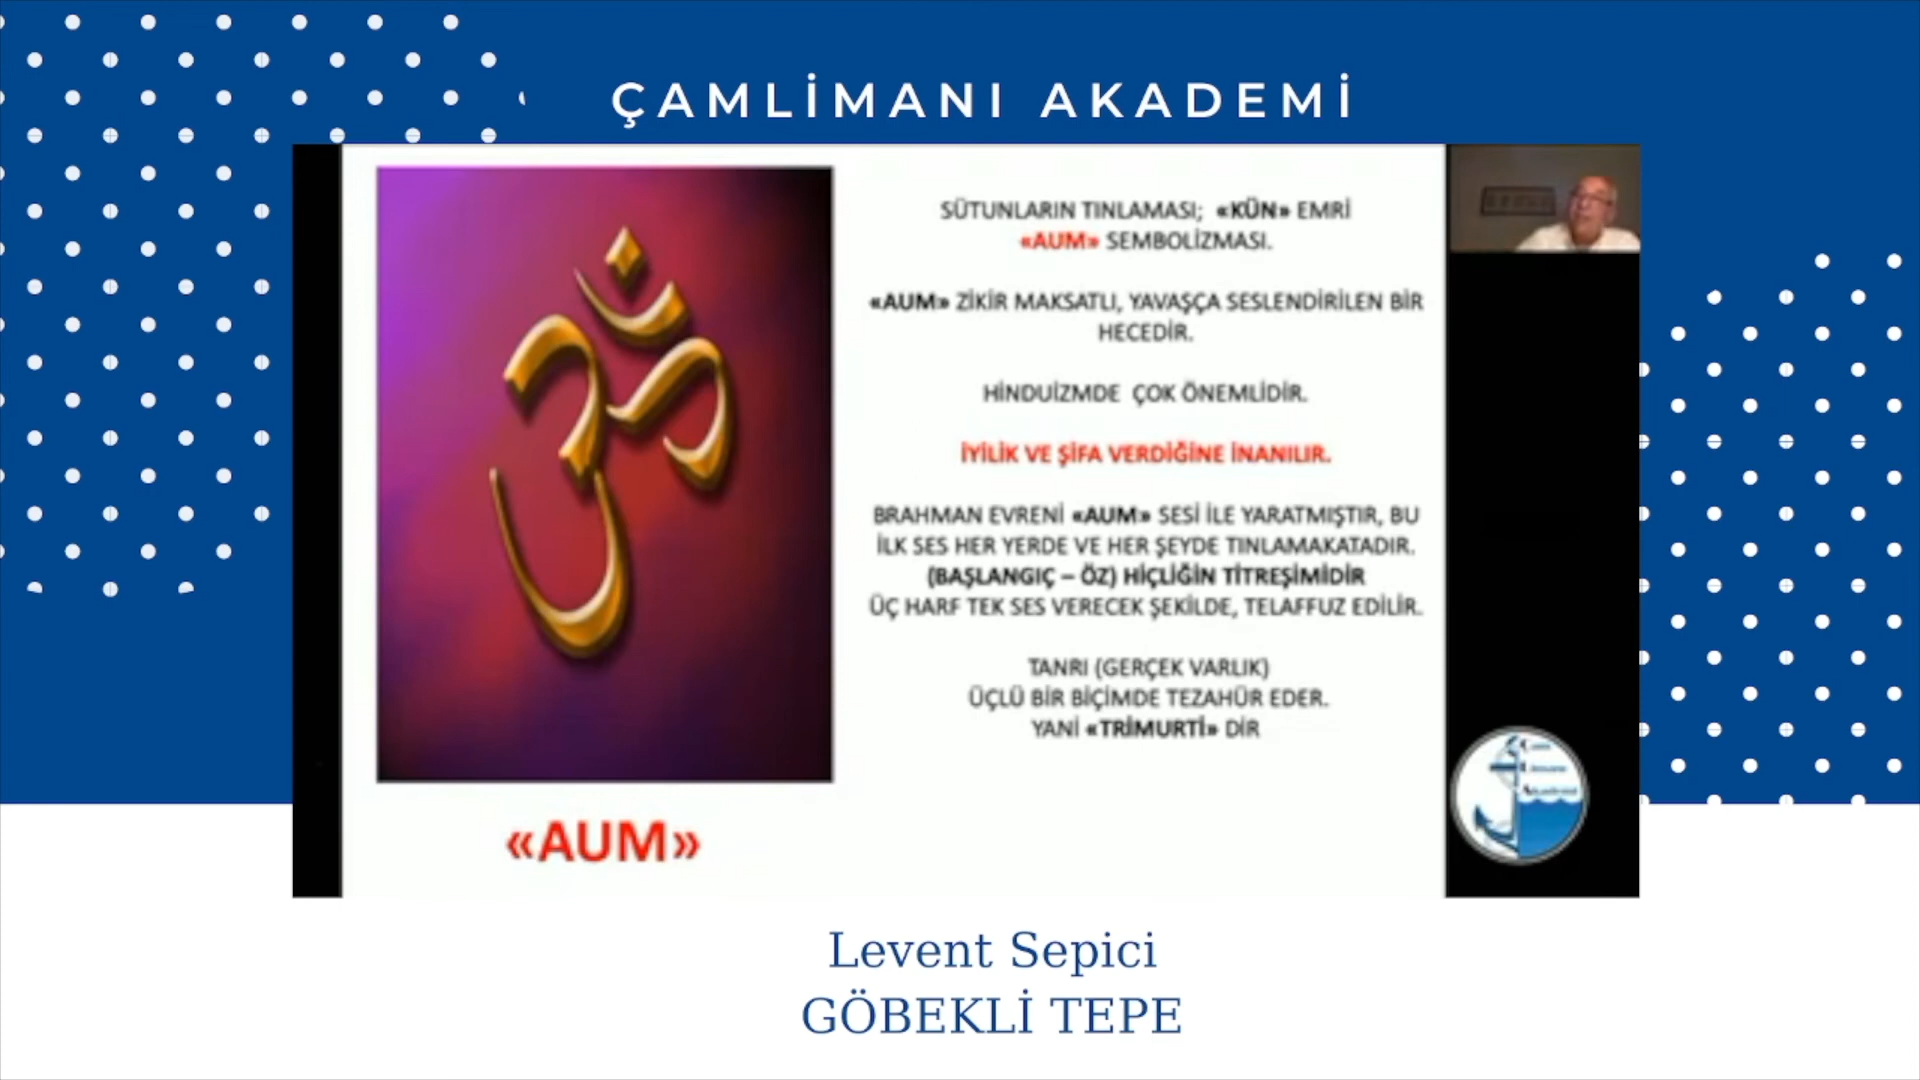 ÇAMLİMANI AKADEMİ
SÜTUNLARIN TINLAMASI; «KÜN» EMRİ
«AUM» SEMBOLİZMASI.
«AUM» ZİKİR MAKSATLI, YAVAŞÇA SESLENDİRİLEN BİR
HECEDİR.
HİNDUİZMDE ÇOK ÖNEMLİDİR.
İYİLİK VE ŞİFA VERDİĞİNE İNANILIR.
BRAHMAN EVRENİ «AUM» SESİ İLE YARATMIŞTIR, BU
İLK SES HER YERDE VE HER ŞEYDE TINLAMAKATADIR.
(BAŞLANGIÇ – ÖZ) HİÇLİĞİN TİTREŞİMİDİR
ÜÇ HARF TEK SES VERECEK ŞEKİLDE, TELAFFUZ EDİLİR.
TANRI (GERÇEK VARLIK)
ÜÇLÜ BİR BİÇİMDE TEZAHÜR EDER.
YANİ «TRİMURTİ» DİR
ॐ
«AUM»
Levent Sepici
GÖBEKLİ TEPE